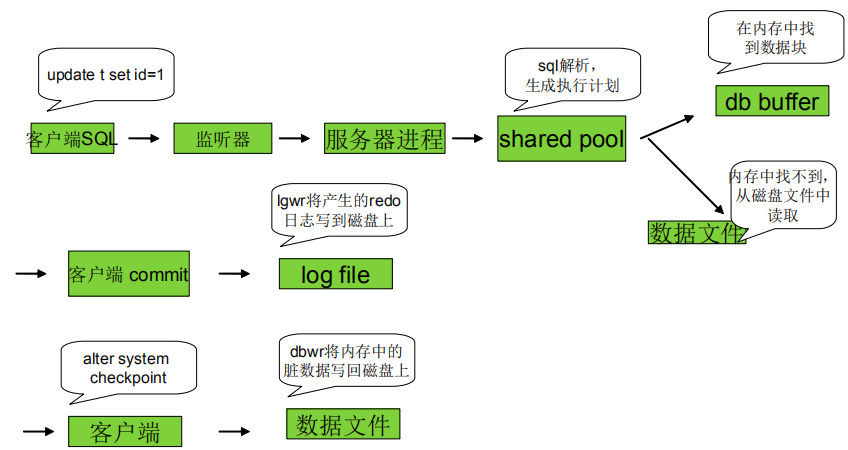 update t set id=1
客户端SQL
监听器
服务器进程
sql解析，
生成执行计划
shared pool
在内存中找
到数据块
db buffer
内存中找不到，
从磁盘文件中
读取
数据文件
客户端 commit
lgwr将产生的redo
日志写到磁盘上
log file
alter system
checkpoint
客户端
dbwr将内存中的
脏数据写回磁盘上
数据文件